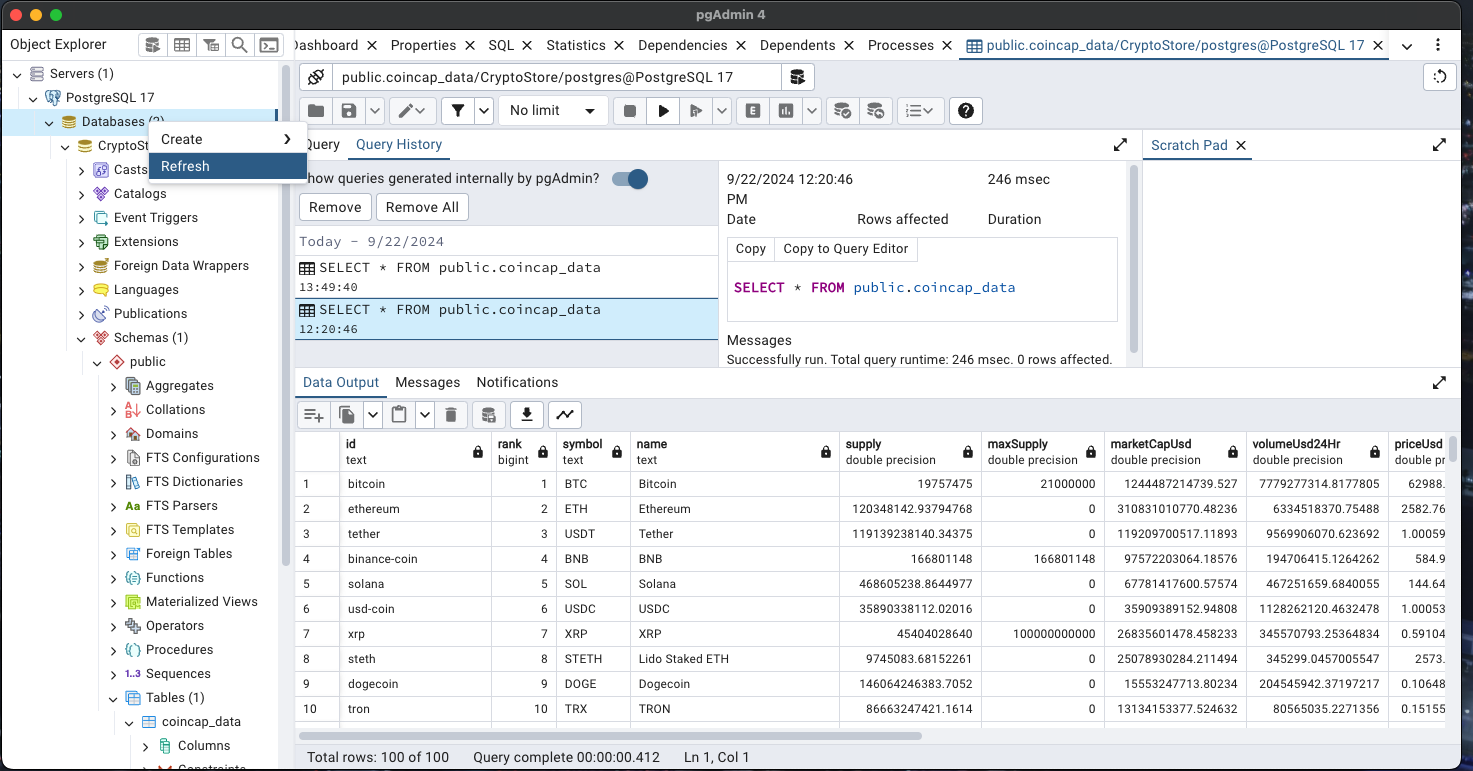 pgAdmin 4
Object Explorer
Dashboard
Properties
SQL
Statistics
Dependencies
Dependents
Processes
public.coincap_data/CryptoStore/postgres@PostgreSQL 17
Servers (1)
PostgreSQL 17
Databases (2)
CryptoSt
Create
Refresh
Casts
Catalogs
Event Triggers
Extensions
Foreign Data Wrappers
Languages
Publications
Schemas (1)
public
Aggregates
Collations
Domains
FTS Configurations
FTS Dictionaries
Aa FTS Parsers
FTS Templates
Foreign Tables
Functions
Materialized Views
Operators
Procedures
1..3 Sequences
Tables (1)
coincap_data
Columns
Constraints
public.coincap_data/CryptoStore/postgres@PostgreSQL 17
No limit
E
Query
Query History
Show queries generated internally by pgAdmin?
Remove
Remove All
Today - 9/22/2024
SELECT * FROM public.coincap_data
13:49:40
SELECT * FROM public.coincap_data
12:20:46
9/22/2024 12:20:46 246 msec
PM
Date Rows affected Duration
Copy Copy to Query Editor
SELECT * FROM public.coincap_data
Messages
Successfully run. Total query runtime: 246 msec. 0 rows affected.
Scratch Pad
Data Output Messages Notifications
id rank symbol name supply maxSupply marketCapUsd volumeUsd24Hr priceUsd
text bigint text text double precision double precision double precision double precision double pr
1 bitcoin 1 BTC Bitcoin 19757475 21000000 1244487214739.527 7779277314.8177805 62988.
2 ethereum 2 ETH Ethereum 120348142.93794768 0 310831010770.48236 6334518370.75488 2582.76
3 tether 3 USDT Tether 119139238140.34375 0 119209700517.11893 9569906070.623692 1.00059
4 binance-coin 4 BNB BNB 166801148 166801148 97572203064.18576 194706415.1264262 584.9
5 solana 5 SOL Solana 468605238.8644977 0 67781417600.57574 467251659.6840055 144.64
6 usd-coin 6 USDC USDC 35890338112.02016 0 35909389152.94808 1128262120.4632478 1.00053
7 xrp 7 XRP XRP 45404028640 100000000000 26835601478.458233 345570793.25364834 0.59104
8 steth 8 STETH Lido Staked ETH 9745083.68152261 0 25078930284.211494 345299.0457005547 2573.
9 dogecoin 9 DOGE Dogecoin 146064246383.7052 0 15553247713.80234 204545942.37197217 0.10648
10 tron 10 TRX TRON 86663247421.1614 0 13134153377.524632 80565035.2271356 0.15155
Total rows: 100 of 100 Query complete 00:00:00.412 Ln 1, Col 1